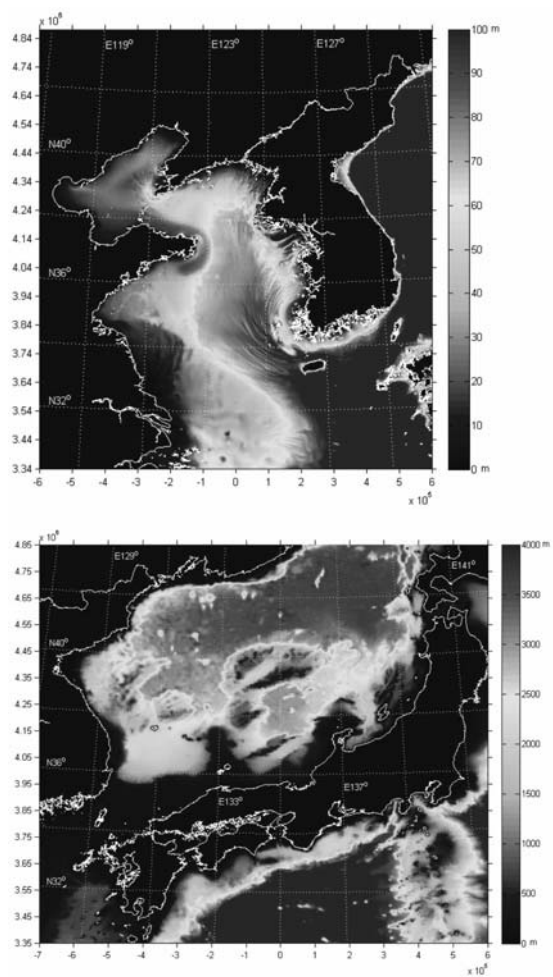 x 10⁶
4.84
4.74
4.64
4.54
4.44
4.34
4.24
4.14
4.04
3.94
3.84
3.74
3.64
3.54
3.44
3.34
E119° E123° E127°
N40°
N36°
N32°
-6 -5 -4 -3 -2 -1 0 1 2 3 4 5 6
x 10⁵
100 m
90
80
70
60
50
40
30
20
10
0 m
x 10⁶
4.85
4.75
4.65
4.55
4.45
4.35
4.25
4.15
4.05
3.95
3.85
3.75
3.65
3.55
3.45
3.35
E129° E141°
N40°
N36°
E133° E137°
N32°
-7 -6 -5 -4 -3 -2 -1 0 1 2 3 4 5 6
x 10⁵
4000 m
3500
3000
2500
2000
1500
1000
500
0 m